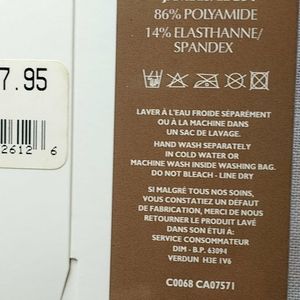 7.95
2612 6
86% POLYAMIDE
14% ELASTHANNE/
SPANDEX
LAVER À L'EAU FROIDE SÉPARÉMENT
OU À LA MACHINE DANS
UN SAC DE LAVAGE.
HAND WASH SEPARATELY
IN COLD WATER OR
MACHINE WASH INSIDE WASHING BAG.
DO NOT BLEACH - LINE DRY
SI MALGRÉ TOUS NOS SOINS,
VOUS CONSTATIEZ UN DÉFAUT
DE FABRICATION, MERCI DE NOUS
RETOURNER LE PRODUIT LAVÉ
DANS SON ÉTUI À:
SERVICE CONSOMMATEUR
DIM - B.P. 63094
VERDUN H3E 1V6
C0068 CA07571